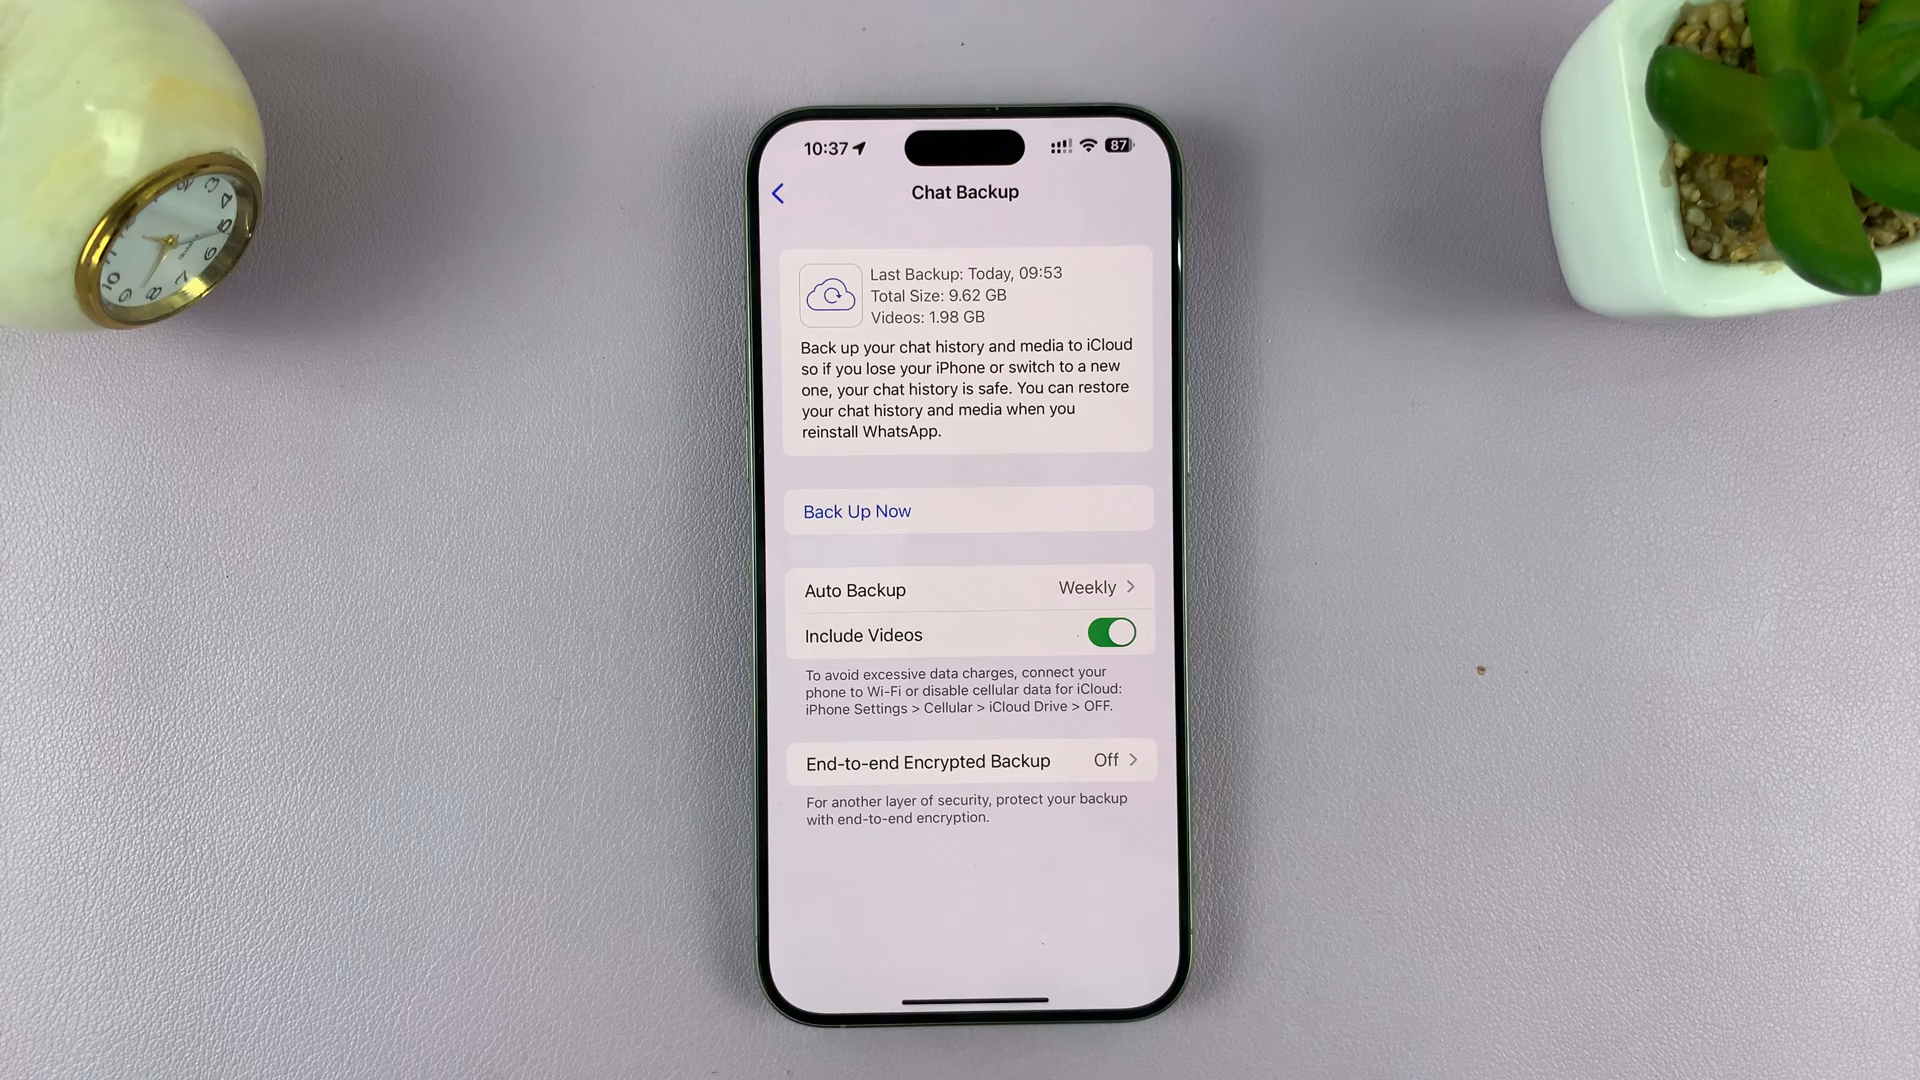 10:37
87
Chat Backup
Last Backup: Today, 09:53
Total Size: 9.62 GB
Videos: 1.98 GB
Back up your chat history and media to iCloud
so if you lose your iPhone or switch to a new
one, your chat history is safe. You can restore
your chat history and media when you
reinstall WhatsApp.
Back Up Now
Auto Backup Weekly
Include Videos
To avoid excessive data charges, connect your
phone to Wi-Fi or disable cellular data for iCloud:
iPhone Settings > Cellular > iCloud Drive > OFF.
End-to-end Encrypted Backup Off
For another layer of security, protect your backup
with end-to-end encryption.